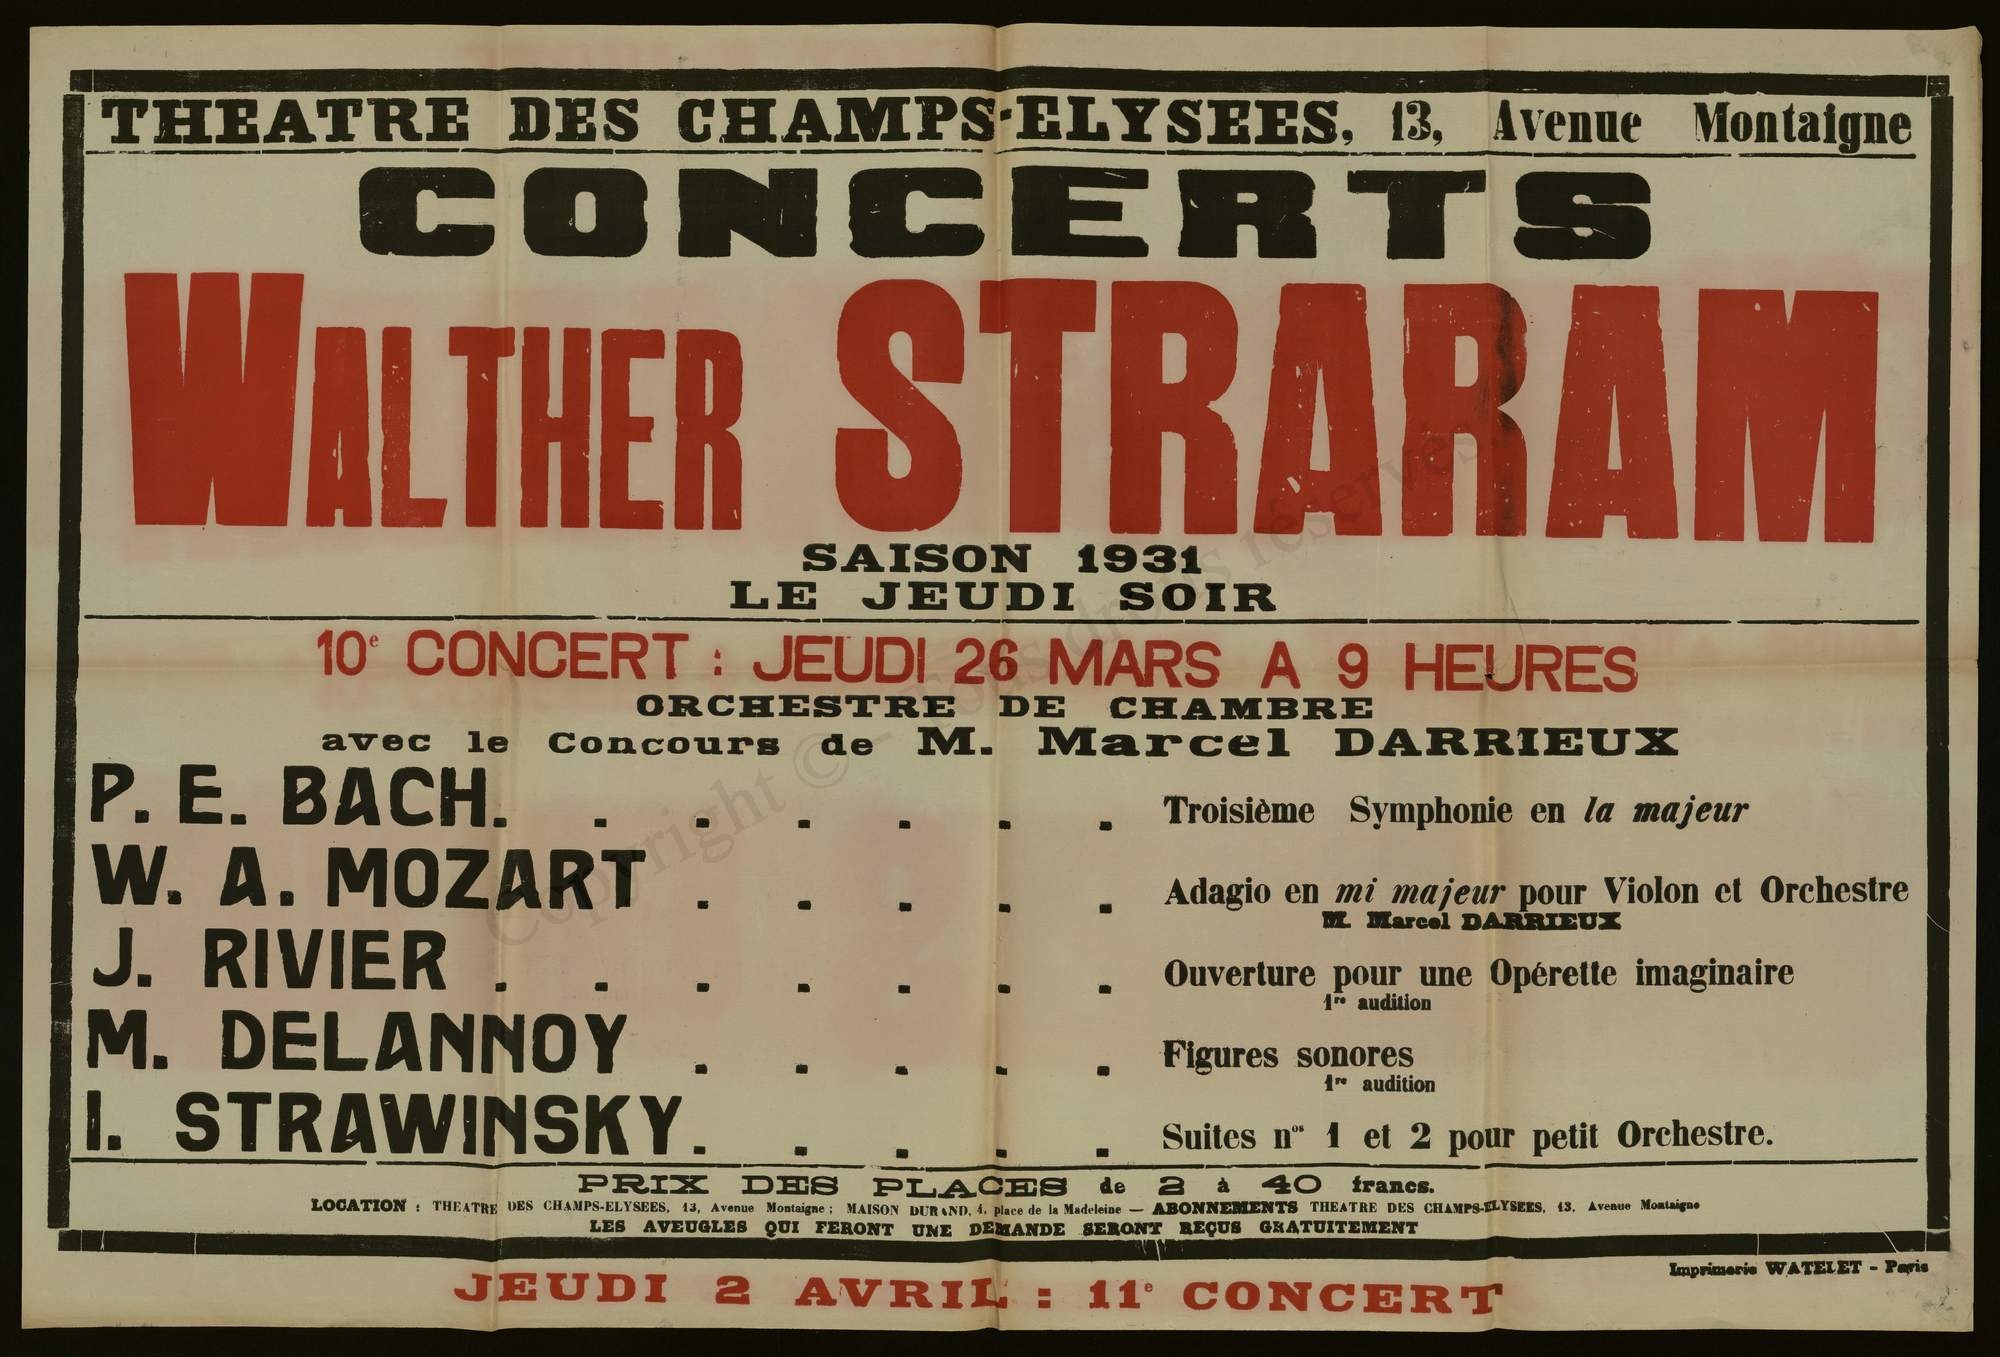 THEATRE DES CHAMPS-ELYSEES, 13, Avenue Montaigne
CONCERTS
WALTHER STRARAM
SAISON 1931
LE JEUDI SOIR
10e CONCERT : JEUDI 26 MARS A 9 HEURES
ORCHESTRE DE CHAMBRE
avec le Concours de M. Marcel DARRIEUX
P. E. BACH. . . . . . . Troisième Symphonie en la majeur
W. A. MOZART . . . . . Adagio en mi majeur pour Violon et Orchestre
M. Marcel DARRIEUX
J. RIVIER . . . . . . . Ouverture pour une Opérette imaginaire
1re audition
M. DELANNOY . . . . . Figures sonores
1re audition
I. STRAWINSKY. . . . . Suites nos 1 et 2 pour petit Orchestre.
PRIX DES PLACES de 2 à 40 francs.
LOCATION : THEATRE DES CHAMPS-ELYSEES, 13, Avenue Montaigne ; MAISON DURAND, 4, place de la Madeleine — ABONNEMENTS THEATRE DES CHAMPS-ELYSEES, 13, Avenue Montaigne
LES AVEUGLES QUI FERONT UNE DEMANDE SERONT REÇUS GRATUITEMENT
Imprimerie WATELET - Paris
JEUDI 2 AVRIL : 11e CONCERT
Copyright © - Tous droits réservés